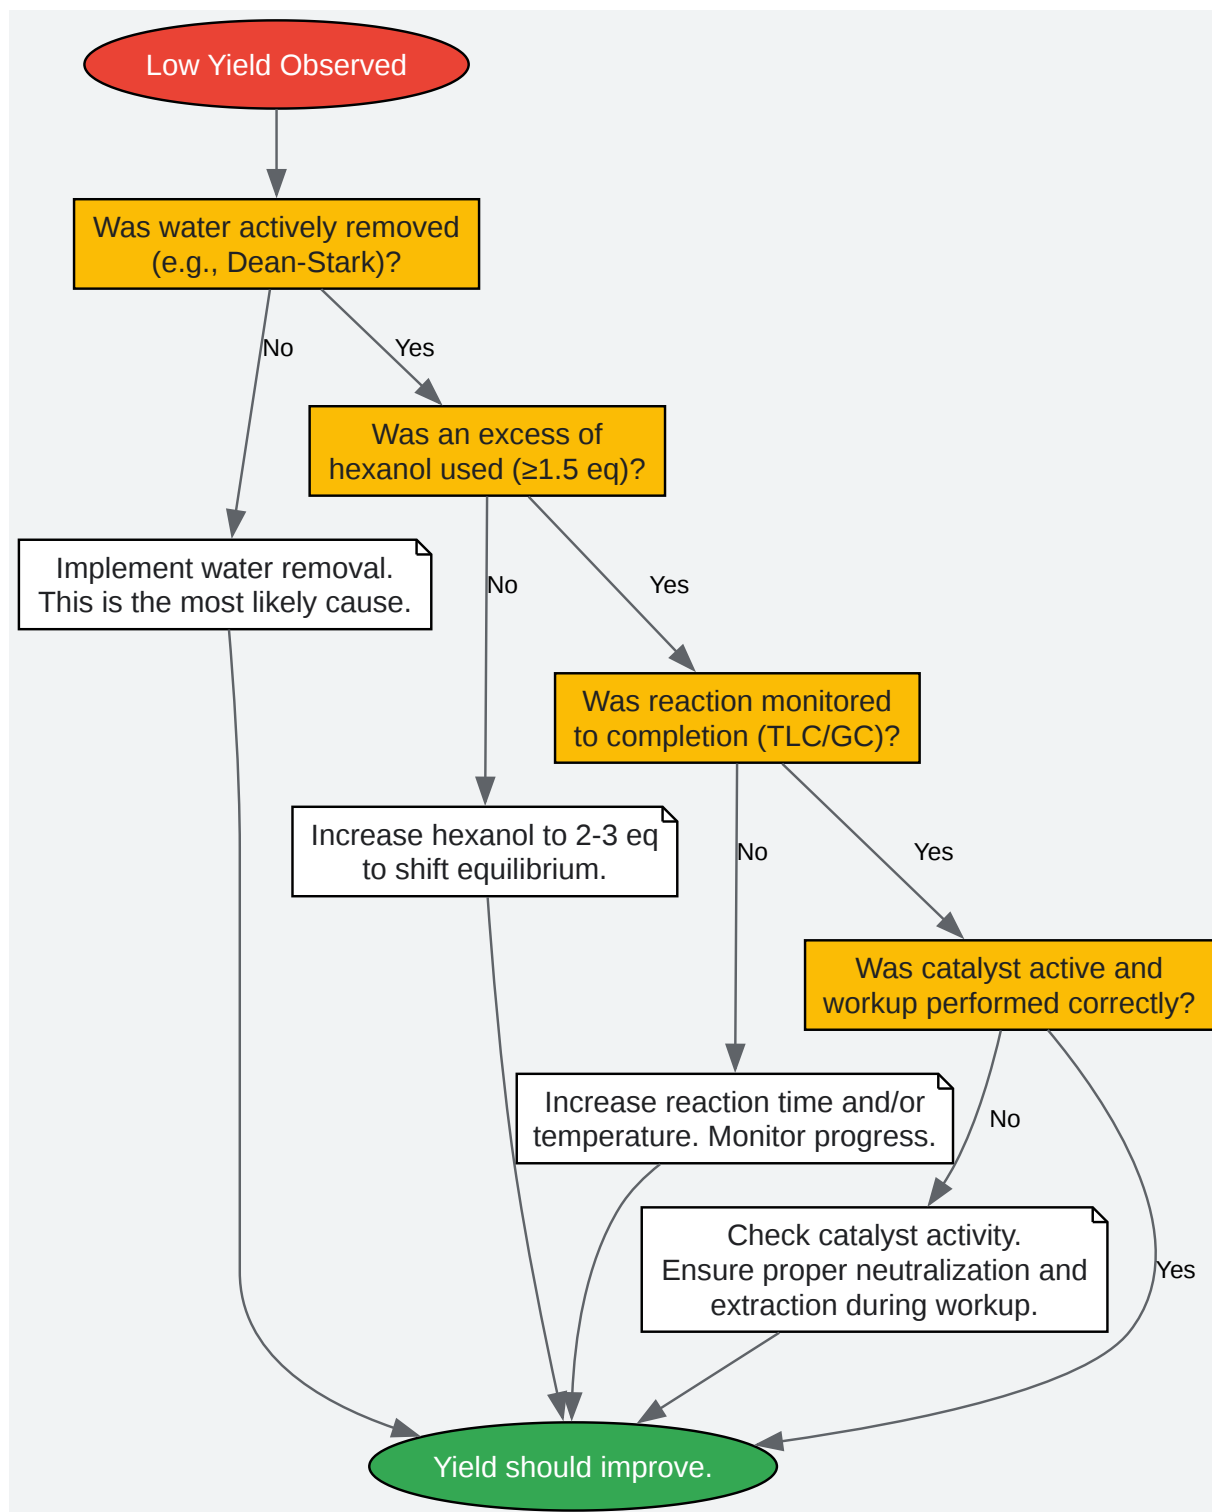 Low Yield Observed
Was water actively removed
(e.g., Dean-Stark)?
No
Yes
Was an excess of
hexanol used (≥1.5 eq)?
Implement water removal.
This is the most likely cause.
No
Yes
Was reaction monitored
to completion (TLC/GC)?
Increase hexanol to 2-3 eq
to shift equilibrium.
No
Yes
Was catalyst active and
workup performed correctly?
Increase reaction time and/or
temperature. Monitor progress.
No
Check catalyst activity.
Ensure proper neutralization and
extraction during workup.
Yes
Yield should improve.